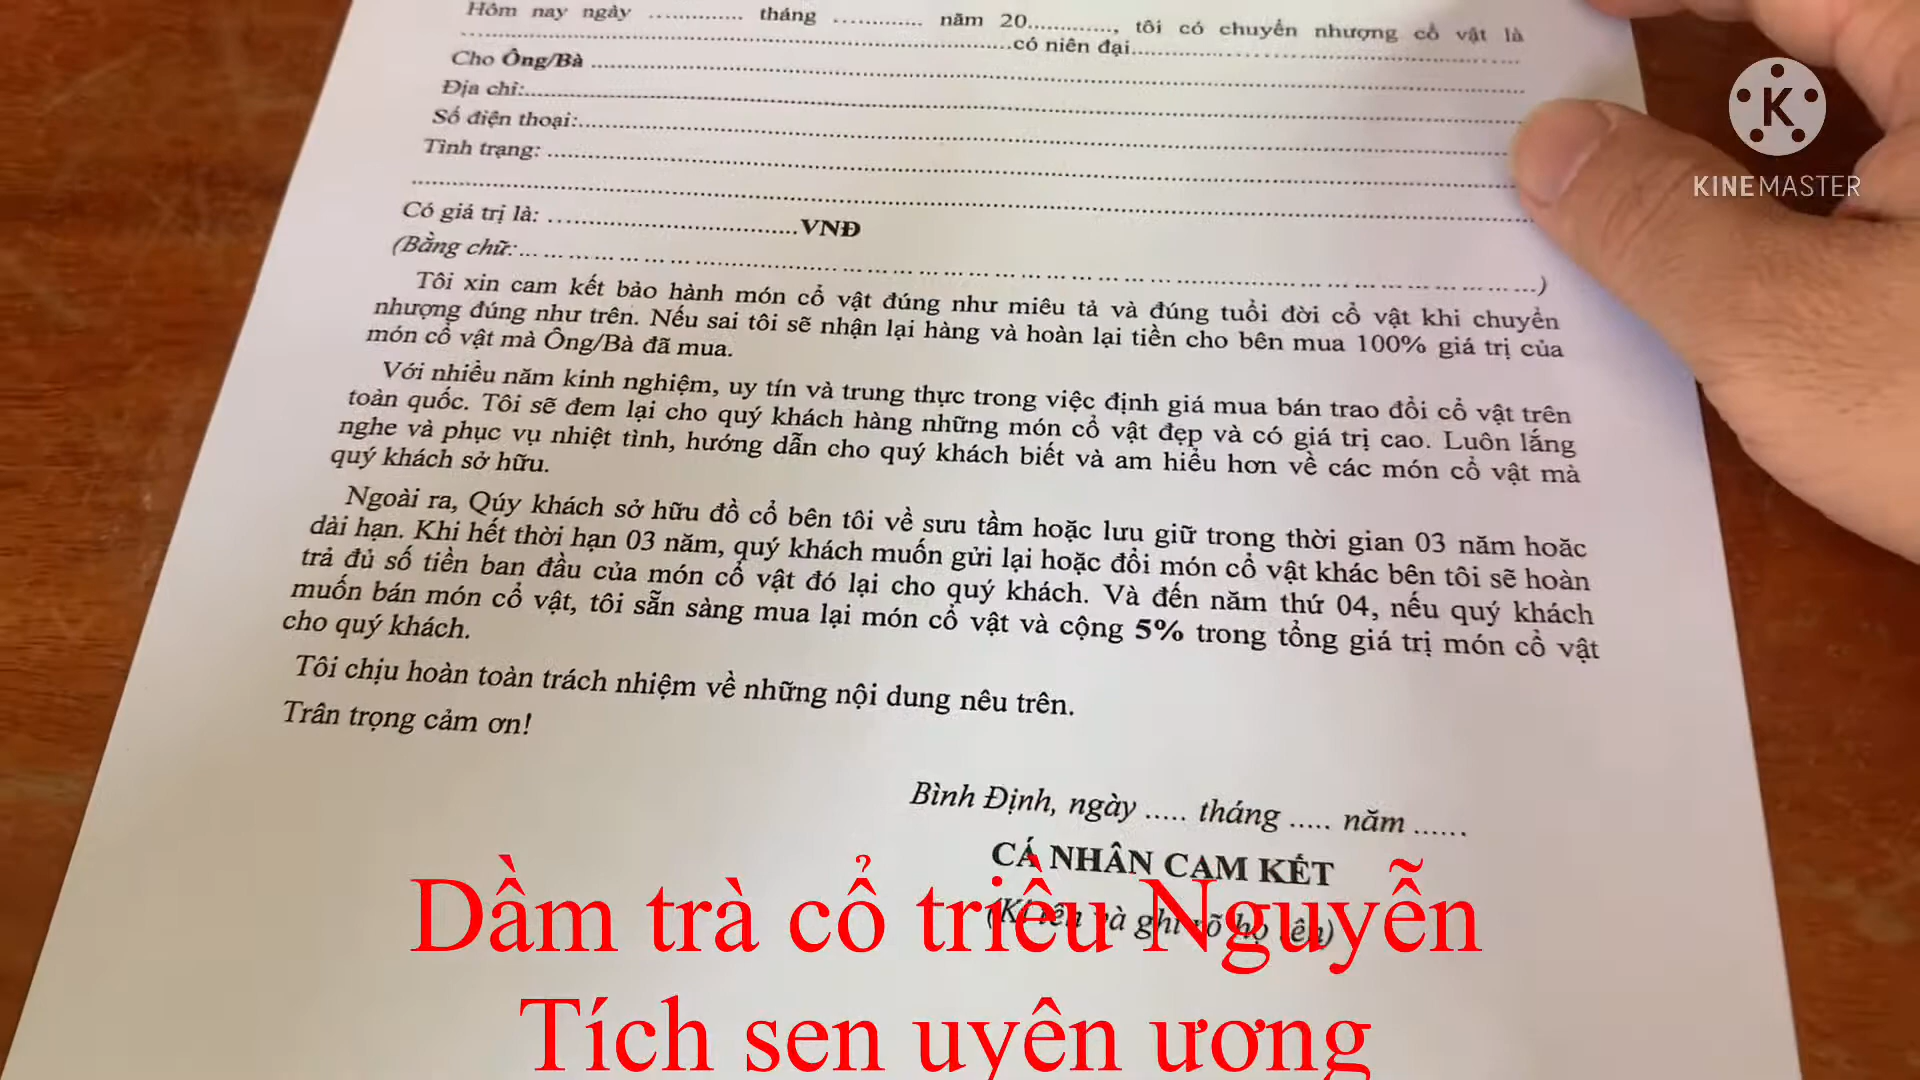 Hôm nay ngày ............. tháng ............ năm 20............, tôi có chuyển nhượng cổ vật là
................................................................................có niên đại......................................................
Cho Ông/Bà ..........................................................................................................................
Địa chỉ:...................................................................................................................................
Số điện thoại:.........................................................................................................................
Tình trạng: .............................................................................................................................
................................................................................................................................................
Có giá trị là: ....................................VNĐ
(Bằng chữ:.................................................................................................................................)
Tôi xin cam kết bảo hành món cổ vật đúng như miêu tả và đúng tuổi đời cổ vật khi chuyển
nhượng đúng như trên. Nếu sai tôi sẽ nhận lại hàng và hoàn lại tiền cho bên mua 100% giá trị của
món cổ vật mà Ông/Bà đã mua.
Với nhiều năm kinh nghiệm, uy tín và trung thực trong việc định giá mua bán trao đổi cổ vật trên
toàn quốc. Tôi sẽ đem lại cho quý khách hàng những món cổ vật đẹp và có giá trị cao. Luôn lắng
nghe và phục vụ nhiệt tình, hướng dẫn cho quý khách biết và am hiểu hơn về các món cổ vật mà
quý khách sở hữu.
Ngoài ra, Qúy khách sở hữu đồ cổ bên tôi về sưu tầm hoặc lưu giữ trong thời gian 03 năm hoặc
dài hạn. Khi hết thời hạn 03 năm, quý khách muốn gửi lại hoặc đổi món cổ vật khác bên tôi sẽ hoàn
trả đủ số tiền ban đầu của món cổ vật đó lại cho quý khách. Và đến năm thứ 04, nếu quý khách
muốn bán món cổ vật, tôi sẵn sàng mua lại món cổ vật và cộng 5% trong tổng giá trị món cổ vật
cho quý khách.
Tôi chịu hoàn toàn trách nhiệm về những nội dung nêu trên.
Trân trọng cảm ơn!
Bình Định, ngày ..... tháng ..... năm ......
CÁ NHÂN CAM KẾT
(Kí tên và ghi rõ họ tên)
Dầm trà cổ triều Nguyễn
Tích sen uyên ương
KINEMASTER